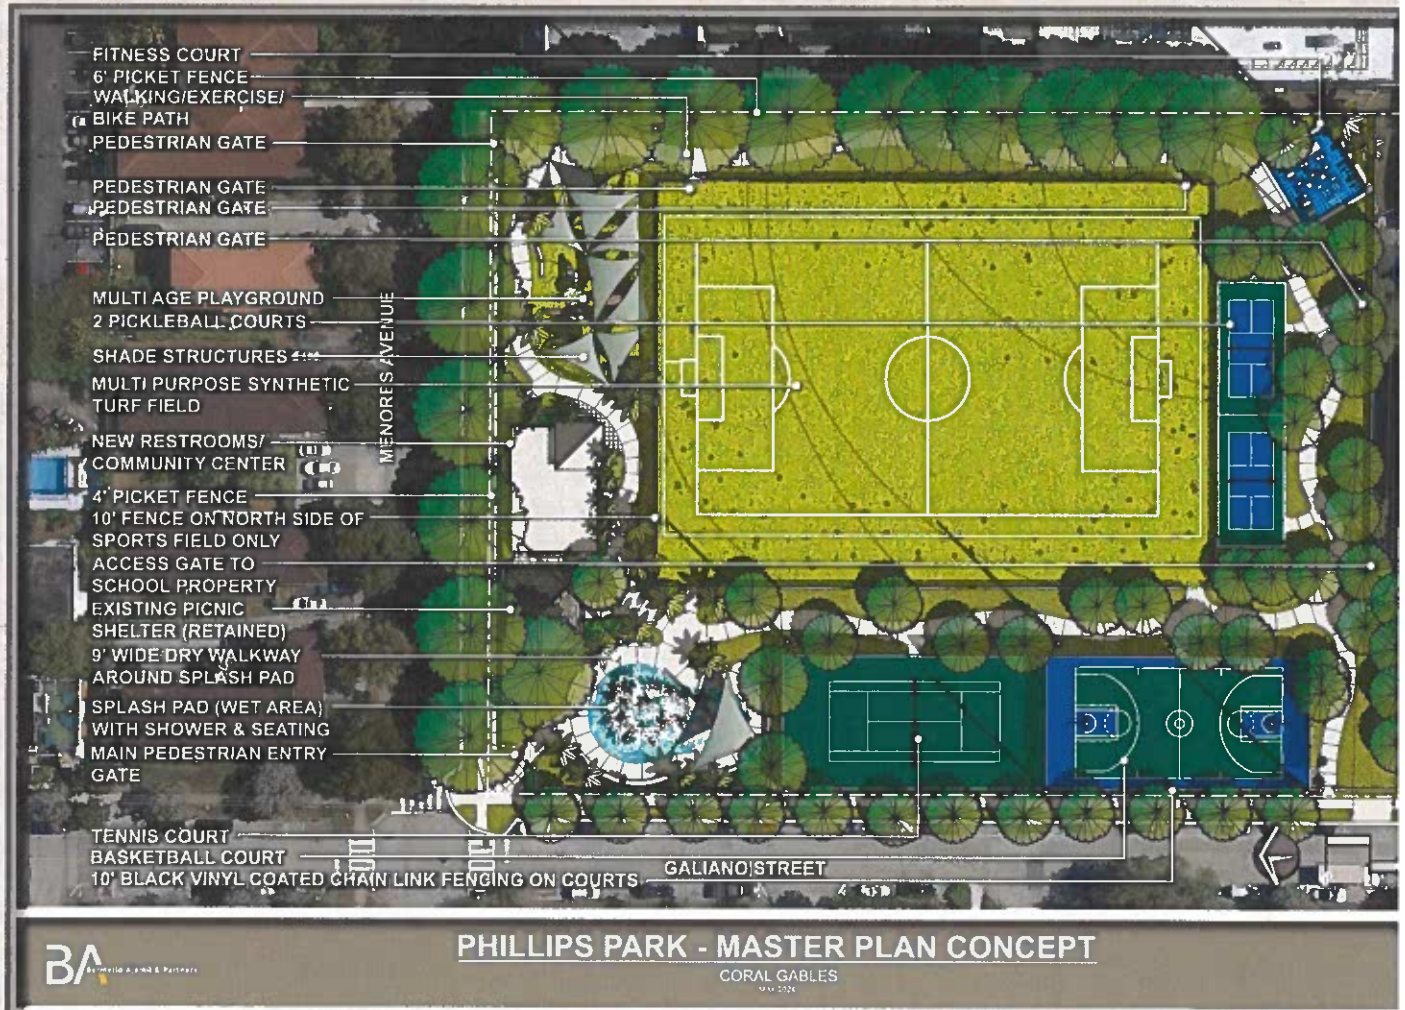 FITNESS COURT
6' PICKET FENCE
WALKING/EXERCISE/
BIKE PATH
PEDESTRIAN GATE
PEDESTRIAN GATE
PEDESTRIAN GATE
PEDESTRIAN GATE
MULTI AGE PLAYGROUND
2 PICKLEBALL COURTS
SHADE STRUCTURES
MULTI PURPOSE SYNTHETIC
TURF FIELD
NEW RESTROOMS/
COMMUNITY CENTER
4' PICKET FENCE
10' FENCE ON NORTH SIDE OF
SPORTS FIELD ONLY
ACCESS GATE TO
SCHOOL PROPERTY
EXISTING PICNIC
SHELTER (RETAINED)
9' WIDE DRY WALKWAY
AROUND SPLASH PAD
SPLASH PAD (WET AREA)
WITH SHOWER & SEATING
MAIN PEDESTRIAN ENTRY
GATE
TENNIS COURT
BASKETBALL COURT
10' BLACK VINYL COATED CHAIN LINK FENCING ON COURTS
MENORES AVENUE
GALIANO STREET
BA
PHILLIPS PARK - MASTER PLAN CONCEPT
CORAL GABLES